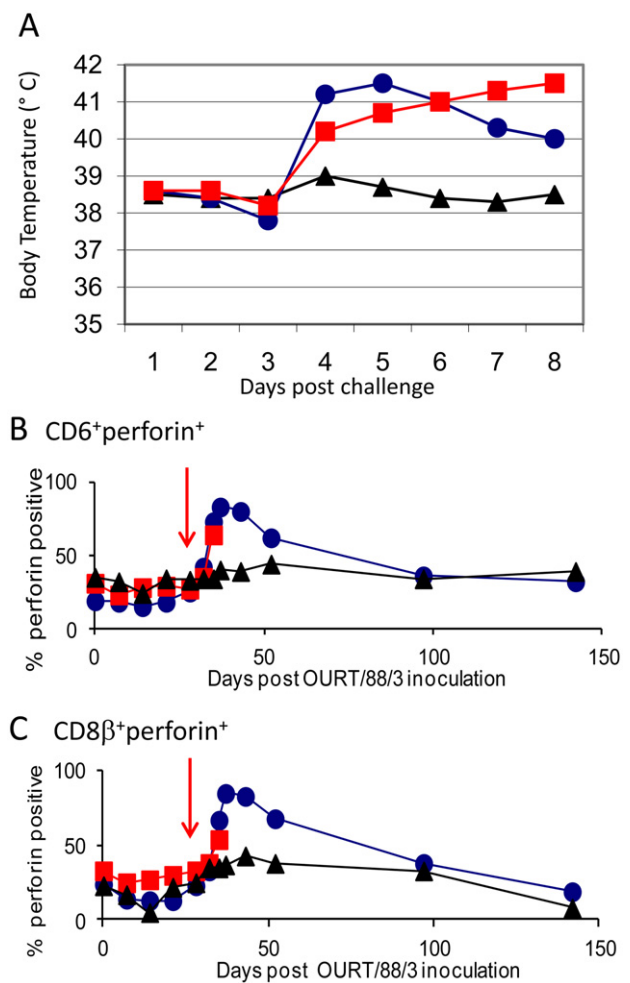 A
Body Temperature (° C)
42
41
40
39
38
37
36
35
1 2 3 4 5 6 7 8
Days post challenge
B CD6⁺perforin⁺
% perforin positive
100
50
0
0 50 100 150
Days post OURT/88/3 inoculation
C CD8β⁺perforin⁺
% perforin positive
100
50
0
0 50 100 150
Days post OURT/88/3 inoculation